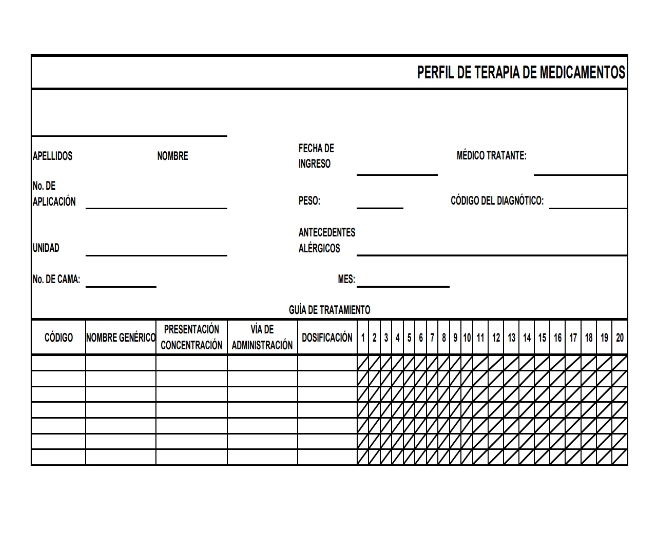 PERFIL DE TERAPIA DE MEDICAMENTOS
APELLIDOS NOMBRE FECHA DE INGRESO MÉDICO TRATANTE:
No. DE APLICACIÓN PESO: CÓDIGO DEL DIAGNÓTICO:
UNIDAD ANTECEDENTES ALÉRGICOS
No. DE CAMA: MES:
GUÍA DE TRATAMIENTO
CÓDIGO NOMBRE GENÉRICO PRESENTACIÓN CONCENTRACIÓN VÍA DE ADMINISTRACIÓN DOSIFICACIÓN 1 2 3 4 5 6 7 8 9 10 11 12 13 14 15 16 17 18 19 20